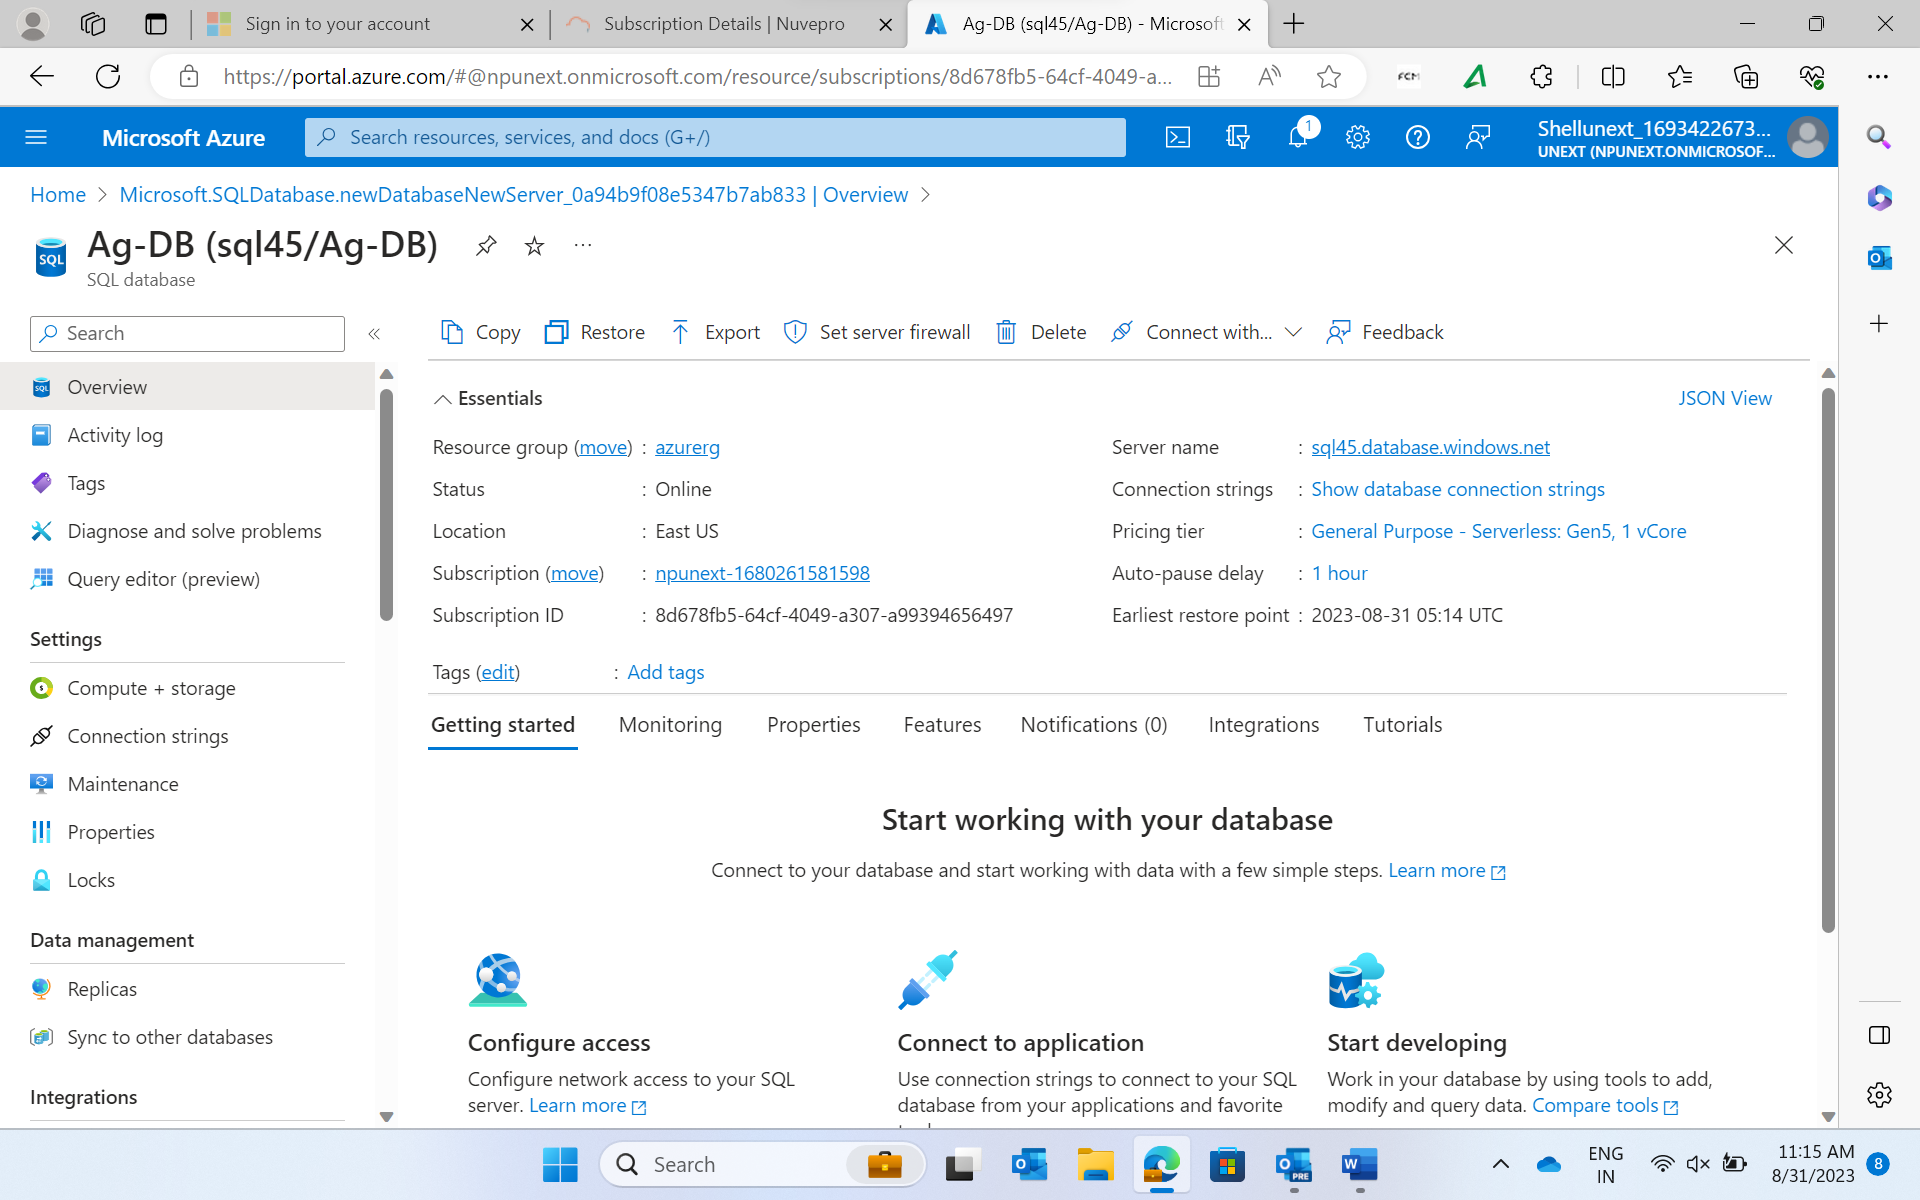 Sign in to your account
Subscription Details | Nuvepro
Ag-DB (sql45/Ag-DB) - Microsoft
https://portal.azure.com/#@npunext.onmicrosoft.com/resource/subscriptions/8d678fb5-64cf-4049-a...
FCM
Microsoft Azure
Search resources, services, and docs (G+/)
1
Shellunext_1693422673...
UNEXT (NPUNEXT.ONMICROSOF...
Home > Microsoft.SQLDatabase.newDatabaseNewServer_0a94b9f08e5347b7ab833 | Overview >
SQL
Ag-DB (sql45/Ag-DB)
SQL database
Search
Copy
Restore
Export
Set server firewall
Delete
Connect with...
Feedback
Overview
Activity log
Tags
Diagnose and solve problems
Query editor (preview)
Settings
Compute + storage
Connection strings
Maintenance
Properties
Locks
Data management
Replicas
Sync to other databases
Integrations
Essentials
JSON View
Resource group (move) : azurerg
Status : Online
Location : East US
Subscription (move) : npunext-1680261581598
Subscription ID : 8d678fb5-64cf-4049-a307-a99394656497
Server name : sql45.database.windows.net
Connection strings : Show database connection strings
Pricing tier : General Purpose - Serverless: Gen5, 1 vCore
Auto-pause delay : 1 hour
Earliest restore point : 2023-08-31 05:14 UTC
Tags (edit) : Add tags
Getting started
Monitoring
Properties
Features
Notifications (0)
Integrations
Tutorials
Start working with your database
Connect to your database and start working with data with a few simple steps. Learn more
Configure access
Configure network access to your SQL
server. Learn more
Connect to application
Use connection strings to connect to your SQL
database from your applications and favorite
Start developing
Work in your database by using tools to add,
modify and query data. Compare tools
Search
PRE
ENG
IN
11:15 AM
8/31/2023
8